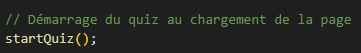 // Démarrage du quiz au chargement de la page
startQuiz();